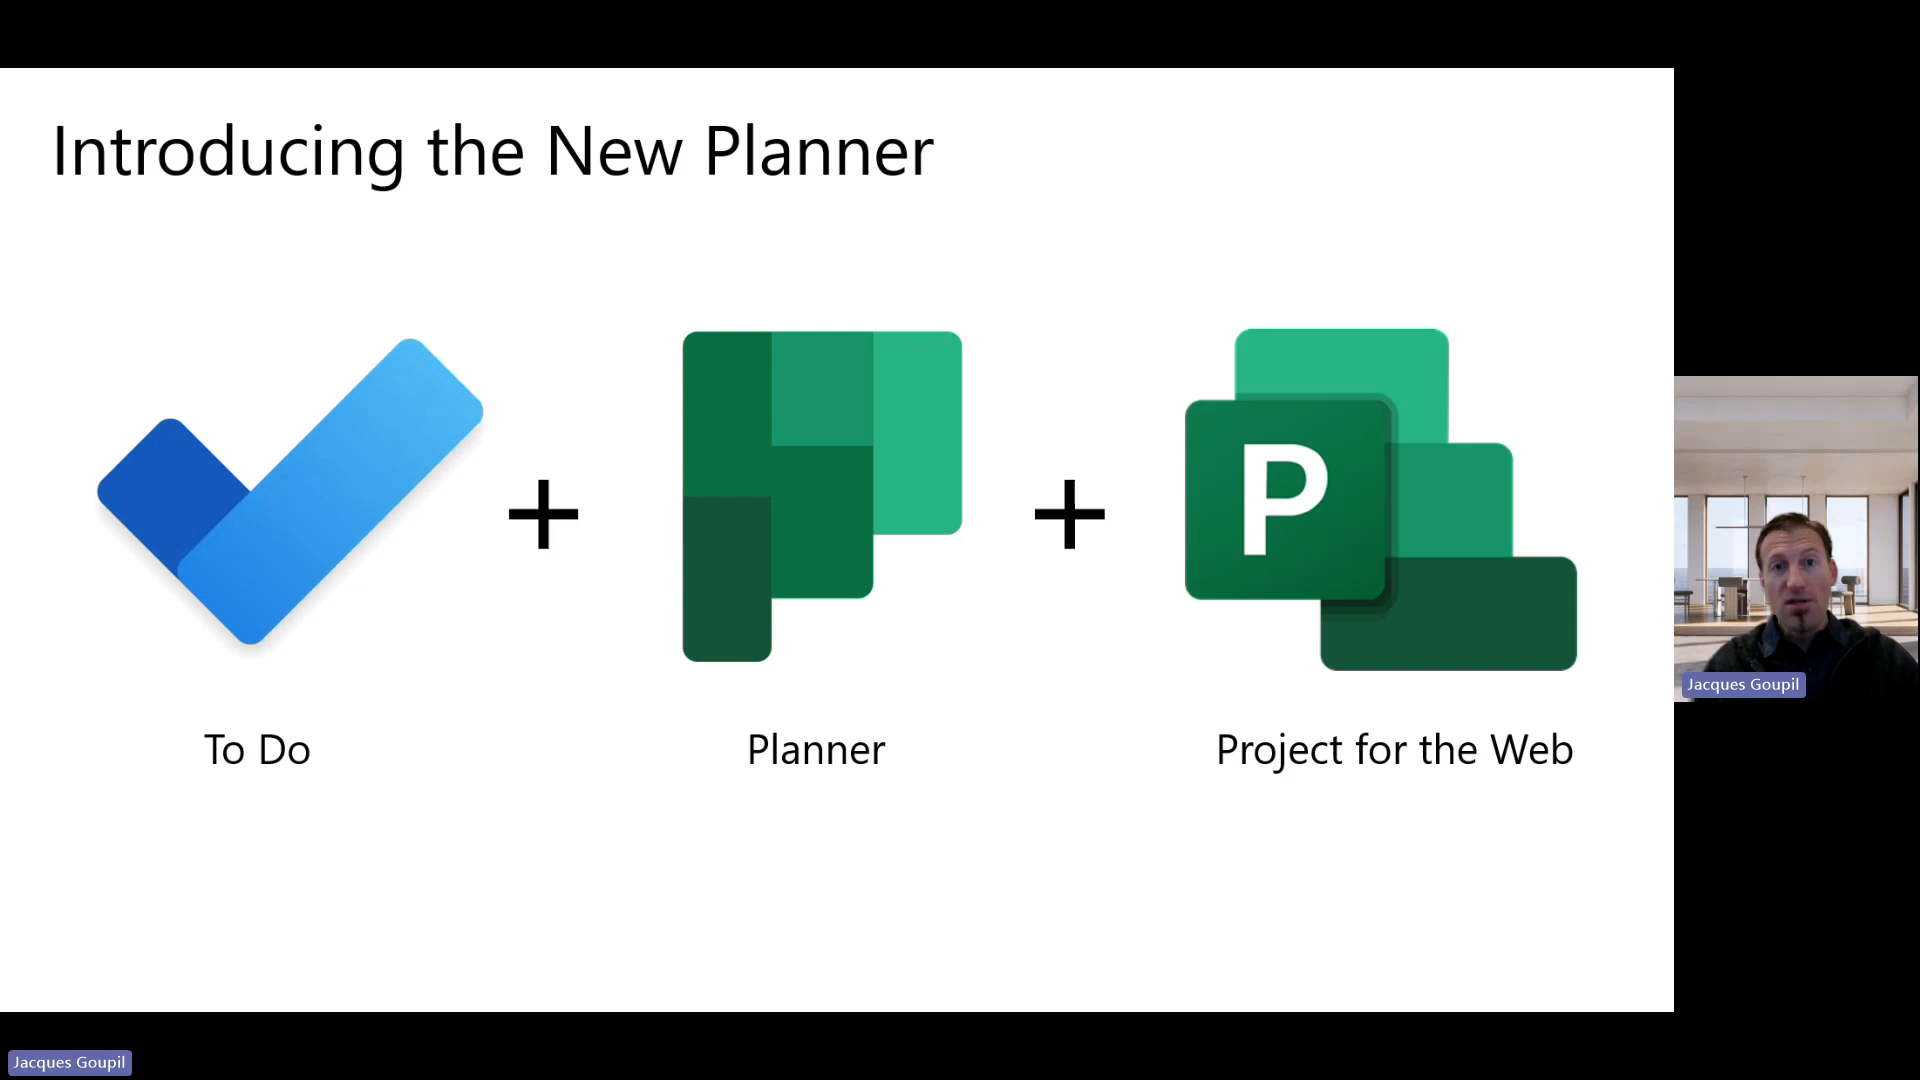 Introducing the New Planner
+
+
P
To Do
Planner
Project for the Web
Jacques Goupil
Jacques Goupil